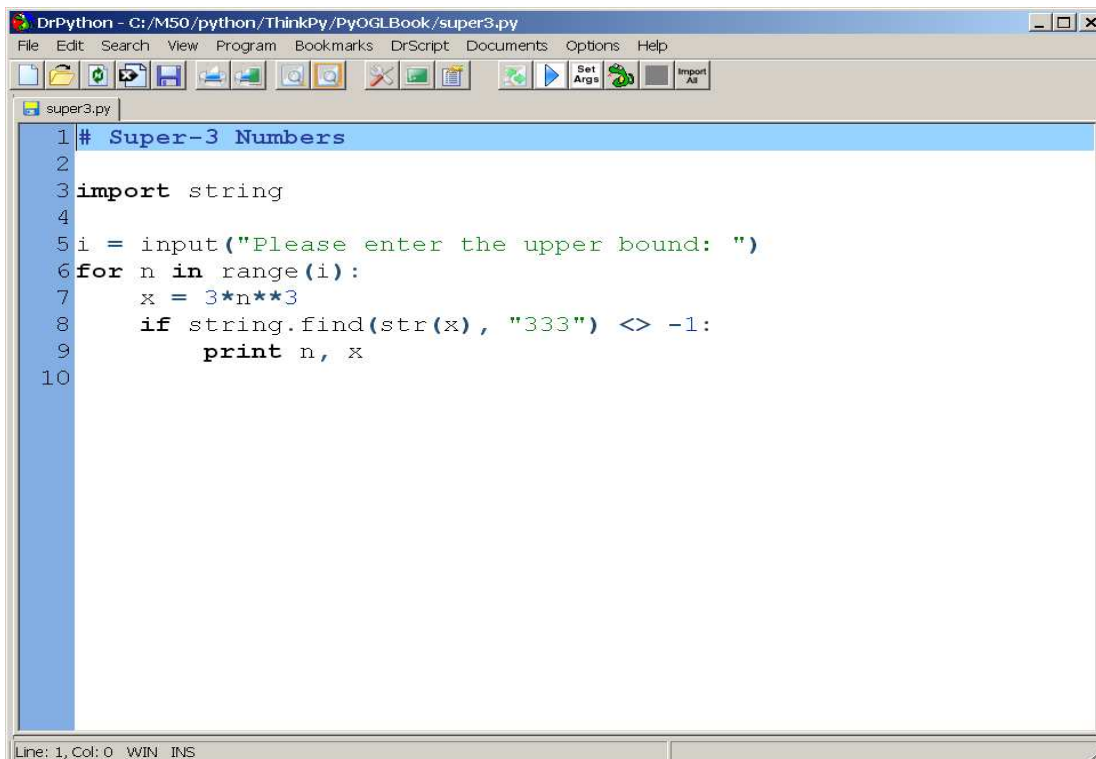 DrPython - C:/M50/python/ThinkPy/PyOGLBook/super3.py
File Edit Search View Program Bookmarks DrScript Documents Options Help
Set Args Import All
super3.py
1 # Super-3 Numbers
2
3 import string
4
5 i = input("Please enter the upper bound: ")
6 for n in range(i):
7 x = 3*n**3
8 if string.find(str(x), "333") <> -1:
9 print n, x
10
Line: 1, Col: 0 WIN INS